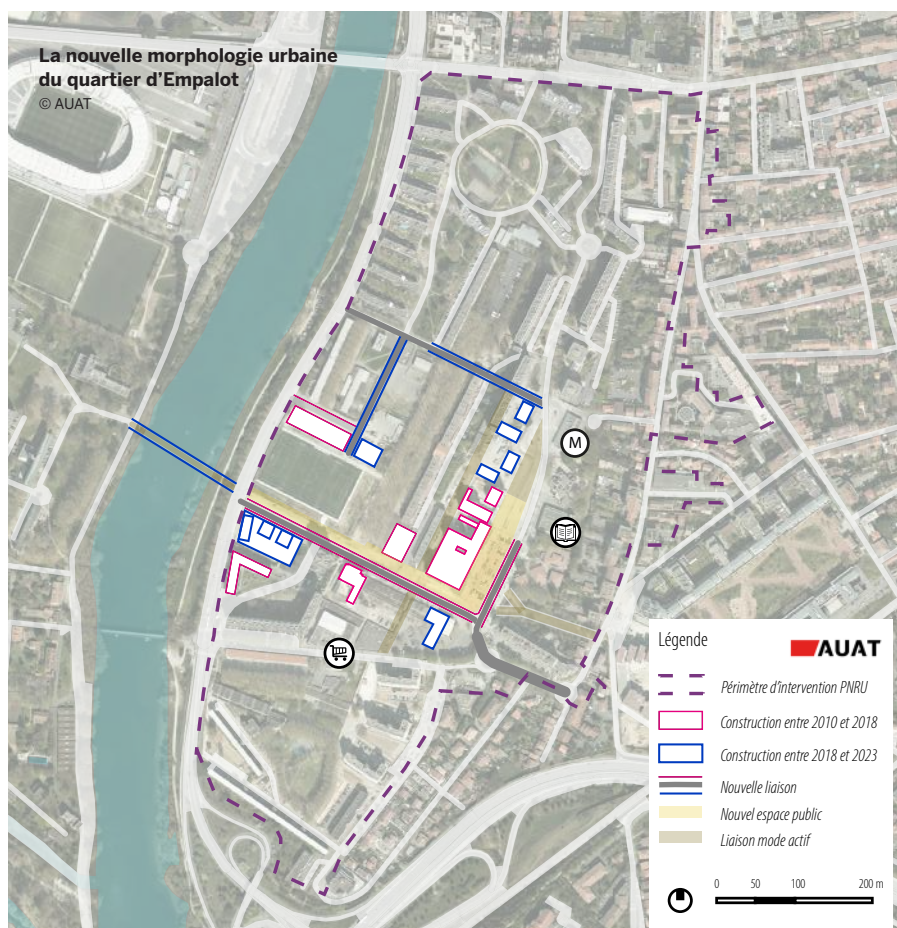 La nouvelle morphologie urbaine
du quartier d’Empalot
© AUAT
M
Légende
AUAT
Périmètre d’intervention PNRU
Construction entre 2010 et 2018
Construction entre 2018 et 2023
Nouvelle liaison
Nouvel espace public
Liaison mode actif
0 50 100 200 m